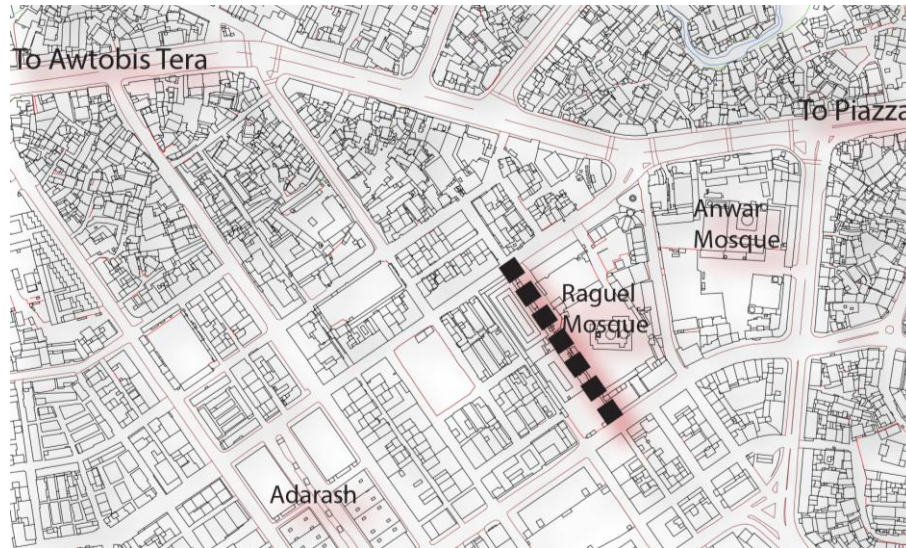 To Awtobis Tera
To Piazza
Anwar
Mosque
Raguel
Mosque
Adarash